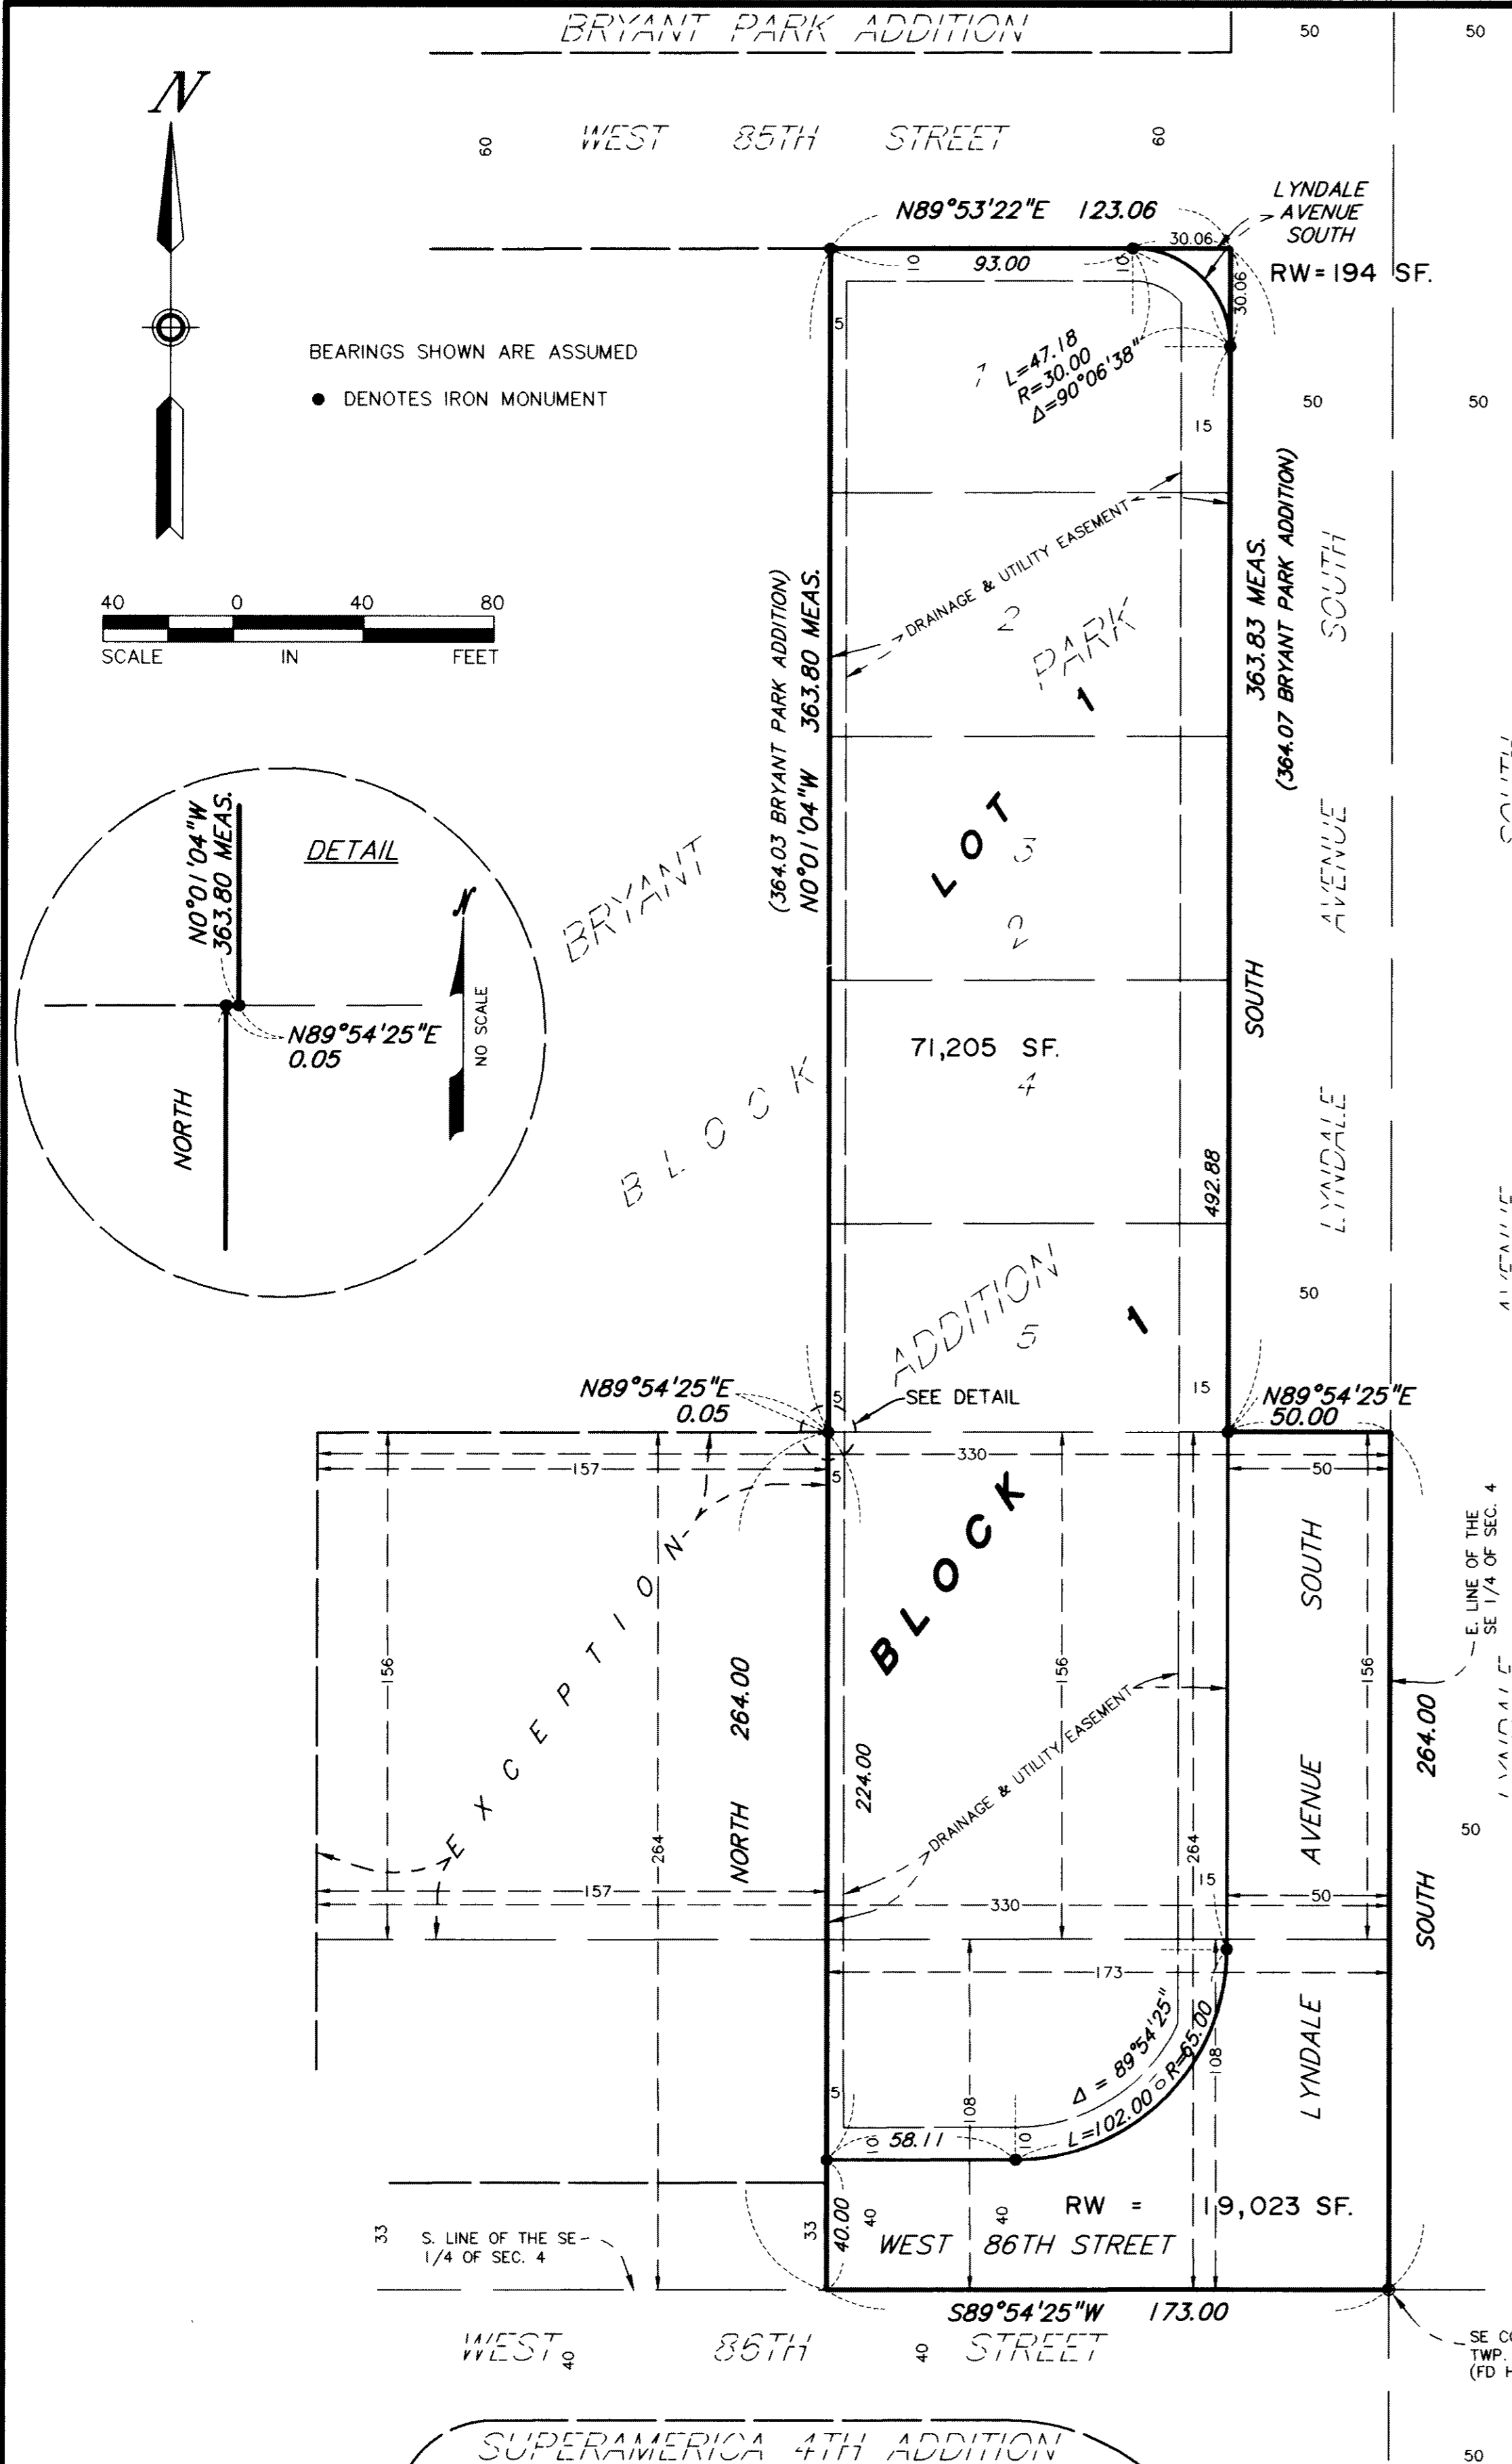 BRYANT PARK ADDITION
50
50
N
60
WEST 85TH STREET
60
N89°53'22"E 123.06
LYNDALE
AVENUE
SOUTH
30.06
RW=194 SF.
10
93.00
10
30.06
5
1
L=47.18
R=30.00
Δ=90°06'38"
BEARINGS SHOWN ARE ASSUMED
● DENOTES IRON MONUMENT
50
50
15
DRAINAGE & UTILITY EASEMENT
2
PARK
1
(364.03 BRYANT PARK ADDITION)
N0°01'04"W 363.80 MEAS.
363.83 MEAS.
(364.07 BRYANT PARK ADDITION)
40 0 40 80
SCALE IN FEET
LYNDALE AVENUE SOUTH
DETAIL
N0°01'04"W
363.80 MEAS.
N
NO SCALE
N89°54'25"E
0.05
NORTH
BRYANT
BLOCK
LOT
3
2
SOUTH
71,205 SF.
4
492.88
ADDITION
5
1
50
N89°54'25"E
0.05
5
SEE DETAIL
15
N89°54'25"E
50.00
330
157
5
50
BLOCK
EXCEPTION
156
264
NORTH 264.00
224.00
DRAINAGE & UTILITY EASEMENT
156
264
156
LYNDALE AVENUE SOUTH
SOUTH 264.00
E. LINE OF THE
SE 1/4 OF SEC. 4
50
15
157
50
330
173
Δ = 89°54'25"
L=102.00
R=65.00
108
108
5
10
58.11
10
RW = 19,023 SF.
33
S. LINE OF THE SE
1/4 OF SEC. 4
33
40.00
40
40
WEST 86TH STREET
S89°54'25"W 173.00
WEST 86TH STREET
40
40
TWP.
SUPERAMERICA 4TH ADDITION
50